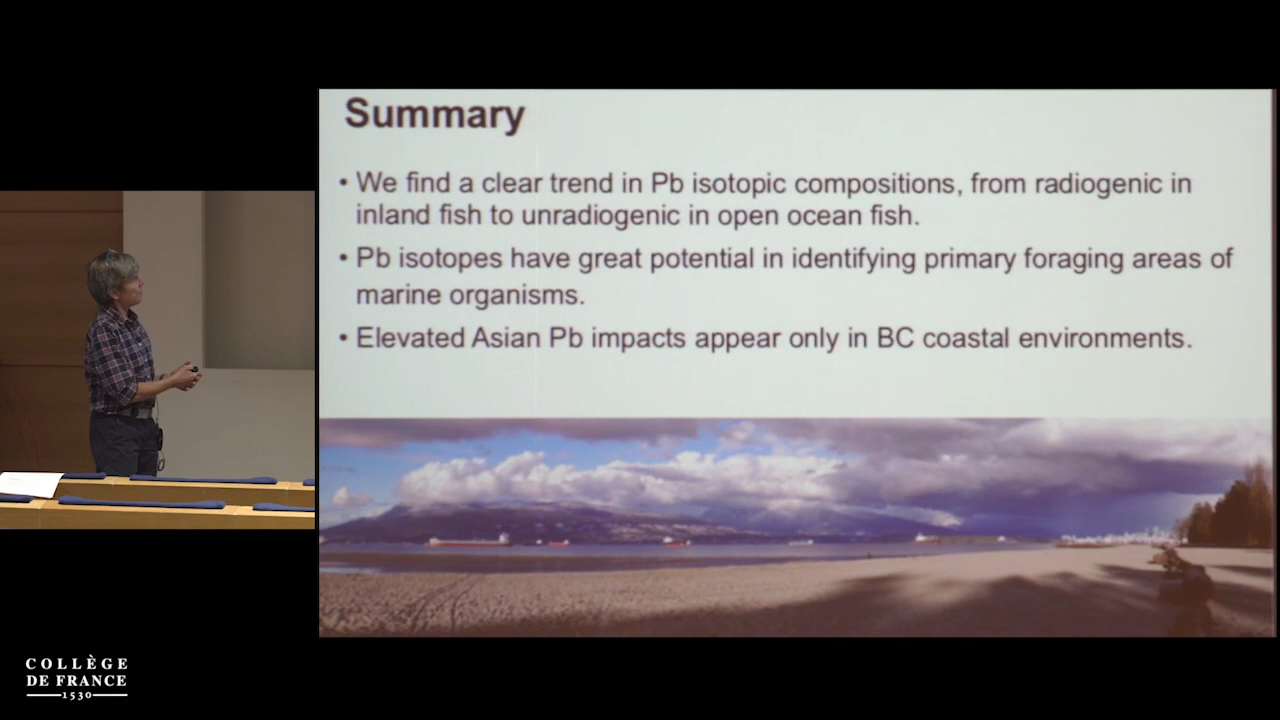 Summary
• We find a clear trend in Pb isotopic compositions, from radiogenic in
inland fish to unradiogenic in open ocean fish.
• Pb isotopes have great potential in identifying primary foraging areas of
marine organisms.
• Elevated Asian Pb impacts appear only in BC coastal environments.
COLLÈGE
DE FRANCE
1530